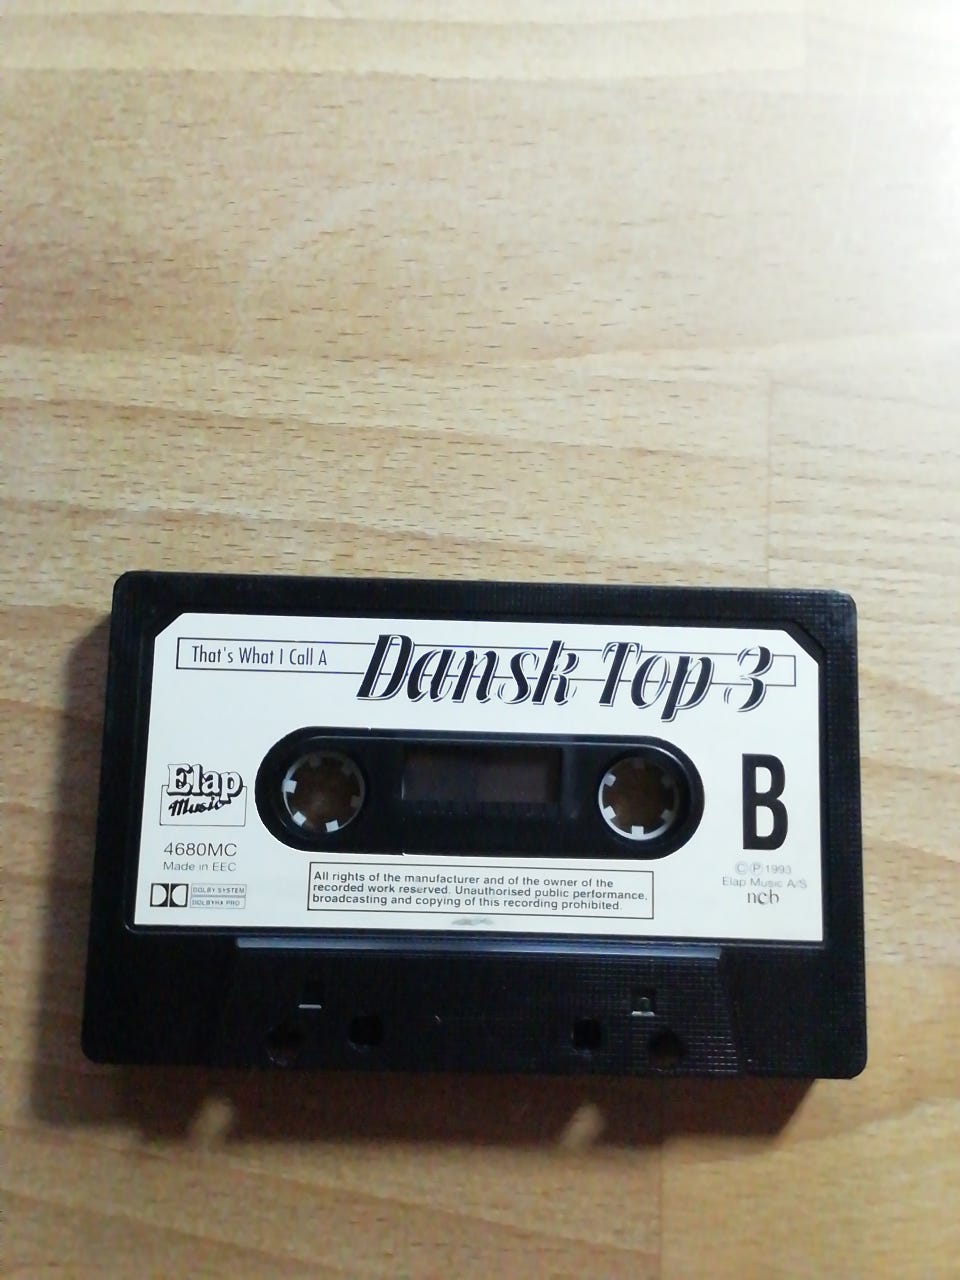 That's What I Call A Dansk Top 3
Elap
Music
B
4680MC
Made in EEC
DOLBY SYSTEM
DOLBY HX PRO
All rights of the manufacturer and of the owner of the
recorded work reserved. Unauthorised public performance,
broadcasting and copying of this recording prohibited.
©℗1993
Elap Music A/S
ncb